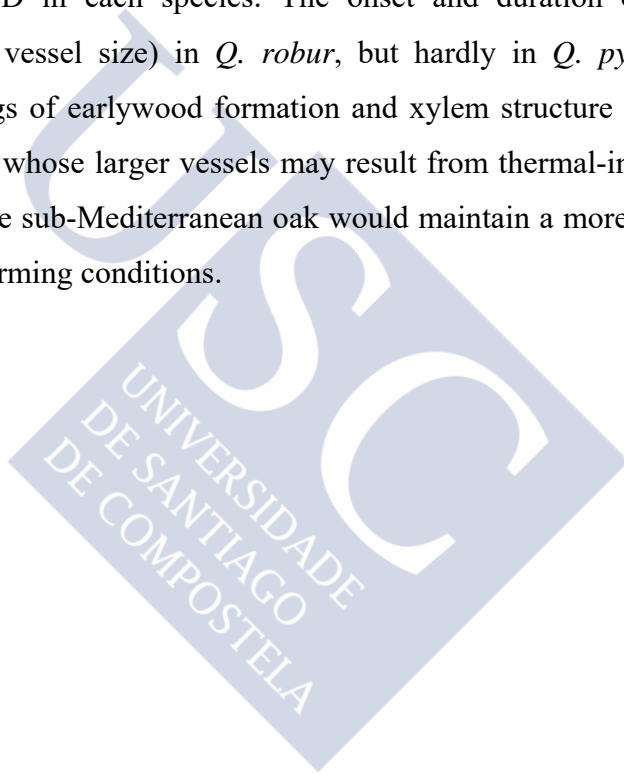 D in each species. The onset and duration
vessel size) in Q. robur, but hardly in Q. py
gs of earlywood formation and xylem structure
whose larger vessels may result from thermal-in
e sub-Mediterranean oak would maintain a more
rming conditions.
USC
UNIVERSIDADE
DE SANTIAGO
DE COMPOSTELA